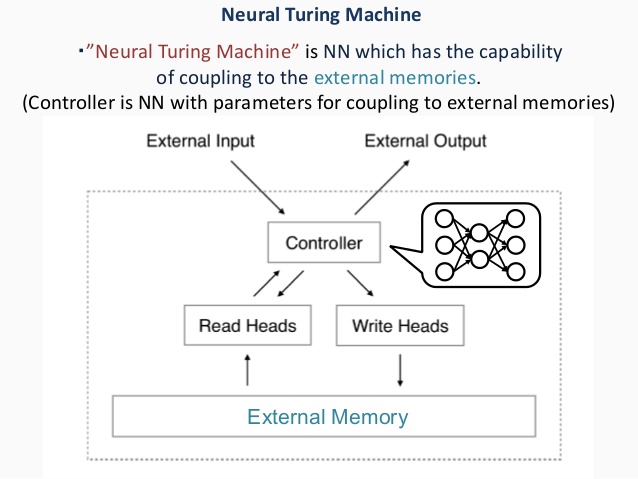 Neural Turing Machine
・”Neural Turing Machine” is NN which has the capability
of coupling to the external memories.
(Controller is NN with parameters for coupling to external memories)
External Input
External Output
Controller
Read Heads
Write Heads
External Memory